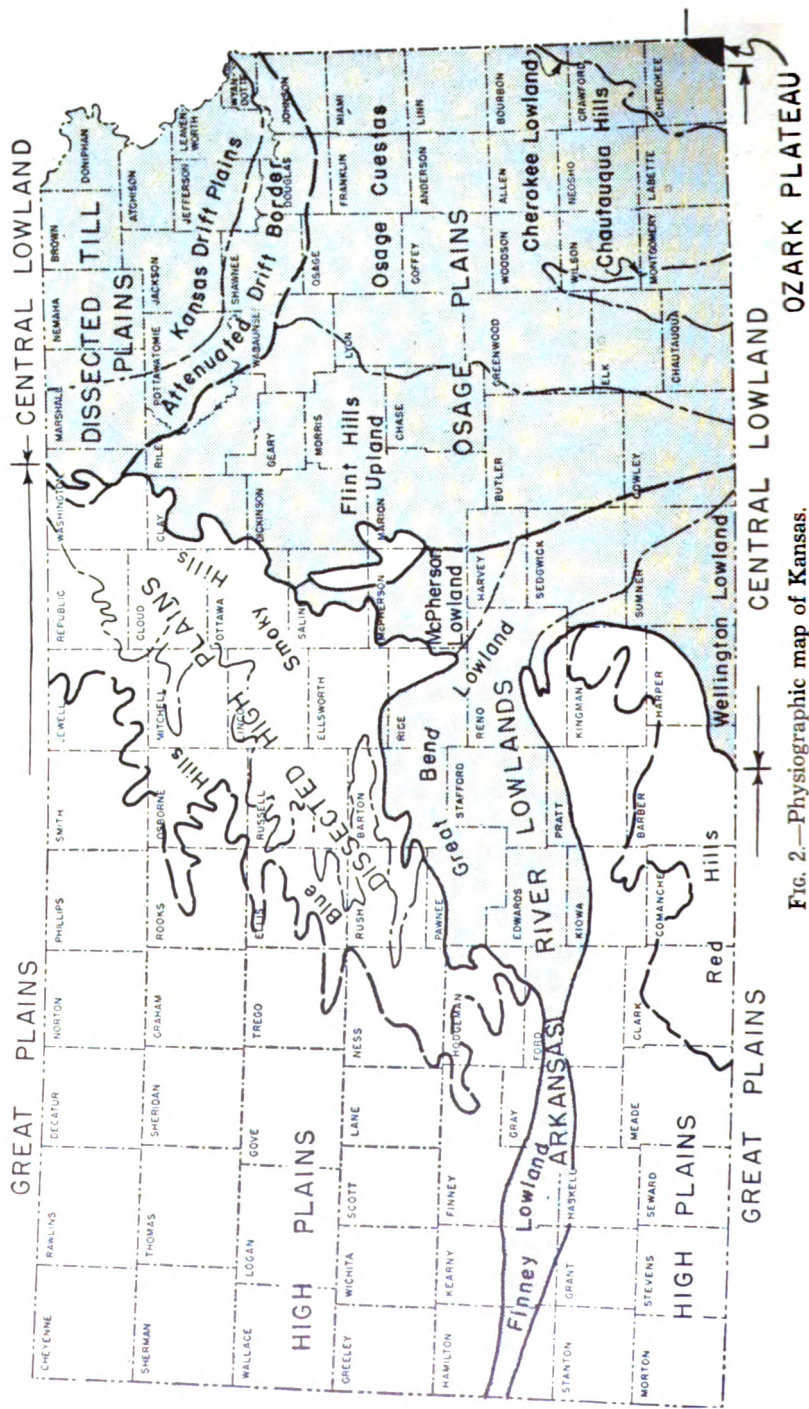 GREAT PLAINS
CENTRAL LOWLAND
CHEYENNE
RAWLINS
DECATUR
NORTON
PHILLIPS
SMITH
JEWELL
REPUBLIC
WASHINGTON
MARSHALL
NEMAHA
BROWN
DONIPHAN
DISSECTED TILL
PLAINS
SHERMAN
THOMAS
SHERIDAN
GRAHAM
ROOKS
OSBORNE
MITCHELL
CLOUD
CLAY
RILEY
POTTAWATOMIE
JACKSON
ATCHISON
JEFFERSON
LEAVEN-
WORTH
WYAN-
DOTTE
Kansas Drift Plains
Attenuated Drift Border
WALLACE
LOGAN
GOVE
TREGO
ELLIS
RUSSELL
LINCOLN
OTTAWA
DICKINSON
GEARY
WABAUNSEE
SHAWNEE
DOUGLAS
JOHNSON
HIGH PLAINS
Blue Hills
DISSECTED HIGH PLAINS
Smoky Hills
SALINE
ELLSWORTH
MORRIS
LYON
OSAGE
FRANKLIN
MIAMI
GREELEY
WICHITA
SCOTT
LANE
NESS
RUSH
BARTON
RICE
MCPHERSON
MARION
CHASE
Flint Hills
Upland
Osage Cuestas
COFFEY
ANDERSON
LINN
HAMILTON
KEARNY
FINNEY
HODGEMAN
PAWNEE
STAFFORD
RENO
HARVEY
McPherson
Lowland
Great Bend Lowland
BUTLER
GREENWOOD
OSAGE PLAINS
WOODSON
ALLEN
BOURBON
Finney Lowland
GRAY
FORD
EDWARDS
ARKANSAS RIVER LOWLANDS
SEDGWICK
Cherokee Lowland
STANTON
GRANT
HASKELL
KIOWA
PRATT
KINGMAN
ELK
WILSON
NEOSHO
CRAWFORD
Chautauqua Hills
MORTON
STEVENS
SEWARD
MEADE
CLARK
COMANCHE
BARBER
HARPER
SUMNER
COWLEY
CHAUTAUQUA
MONTGOMERY
LABETTE
CHEROKEE
HIGH PLAINS
Red Hills
Wellington Lowland
GREAT PLAINS
CENTRAL LOWLAND
OZARK PLATEAU
FIG. 2.—Physiographic map of Kansas.